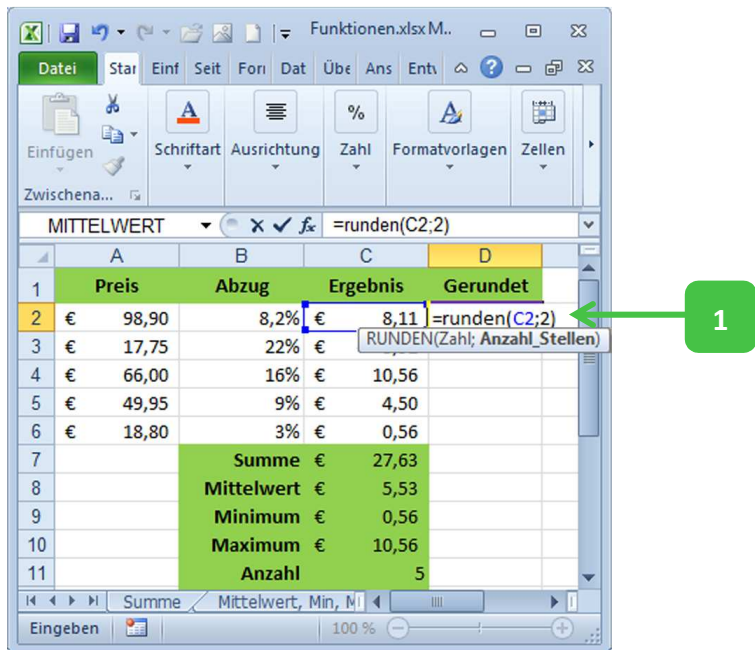 Funktionen.xlsx M..
Datei Star Einf Seit Fori Dat Übe Ans Entv
Einfügen Schriftart Ausrichtung % Zahl Formatvorlagen Zellen
Zwischena...
MITTELWERT fx =runden(C2;2)
A B C D
1 Preis Abzug Ergebnis Gerundet
2 € 98,90 8,2% € 8,11 =runden(C2;2)
RUNDEN(Zahl; Anzahl_Stellen)
3 € 17,75 22% €
4 € 66,00 16% € 10,56
5 € 49,95 9% € 4,50
6 € 18,80 3% € 0,56
7 Summe € 27,63
8 Mittelwert € 5,53
9 Minimum € 0,56
10 Maximum € 10,56
11 Anzahl 5
Summe Mittelwert, Min, M
Eingeben 100 %
1